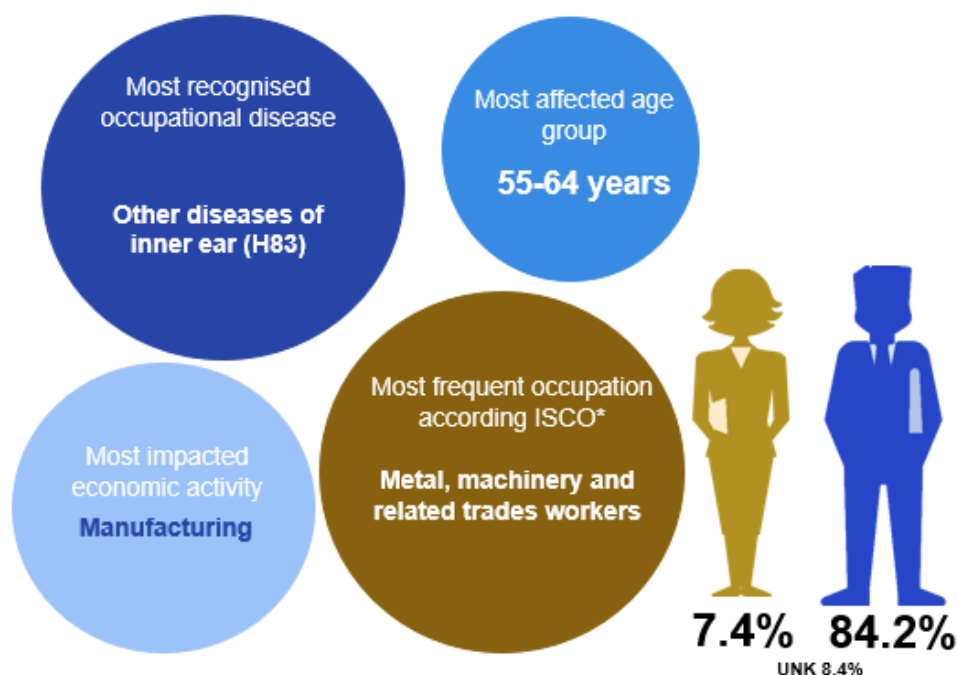 Most recognised
occupational disease
Other diseases of
inner ear (H83)
Most affected age
group
55-64 years
Most impacted
economic activity
Manufacturing
Most frequent occupation
according ISCO*
Metal, machinery and
related trades workers
7.4% 84.2%
UNK 8.4%